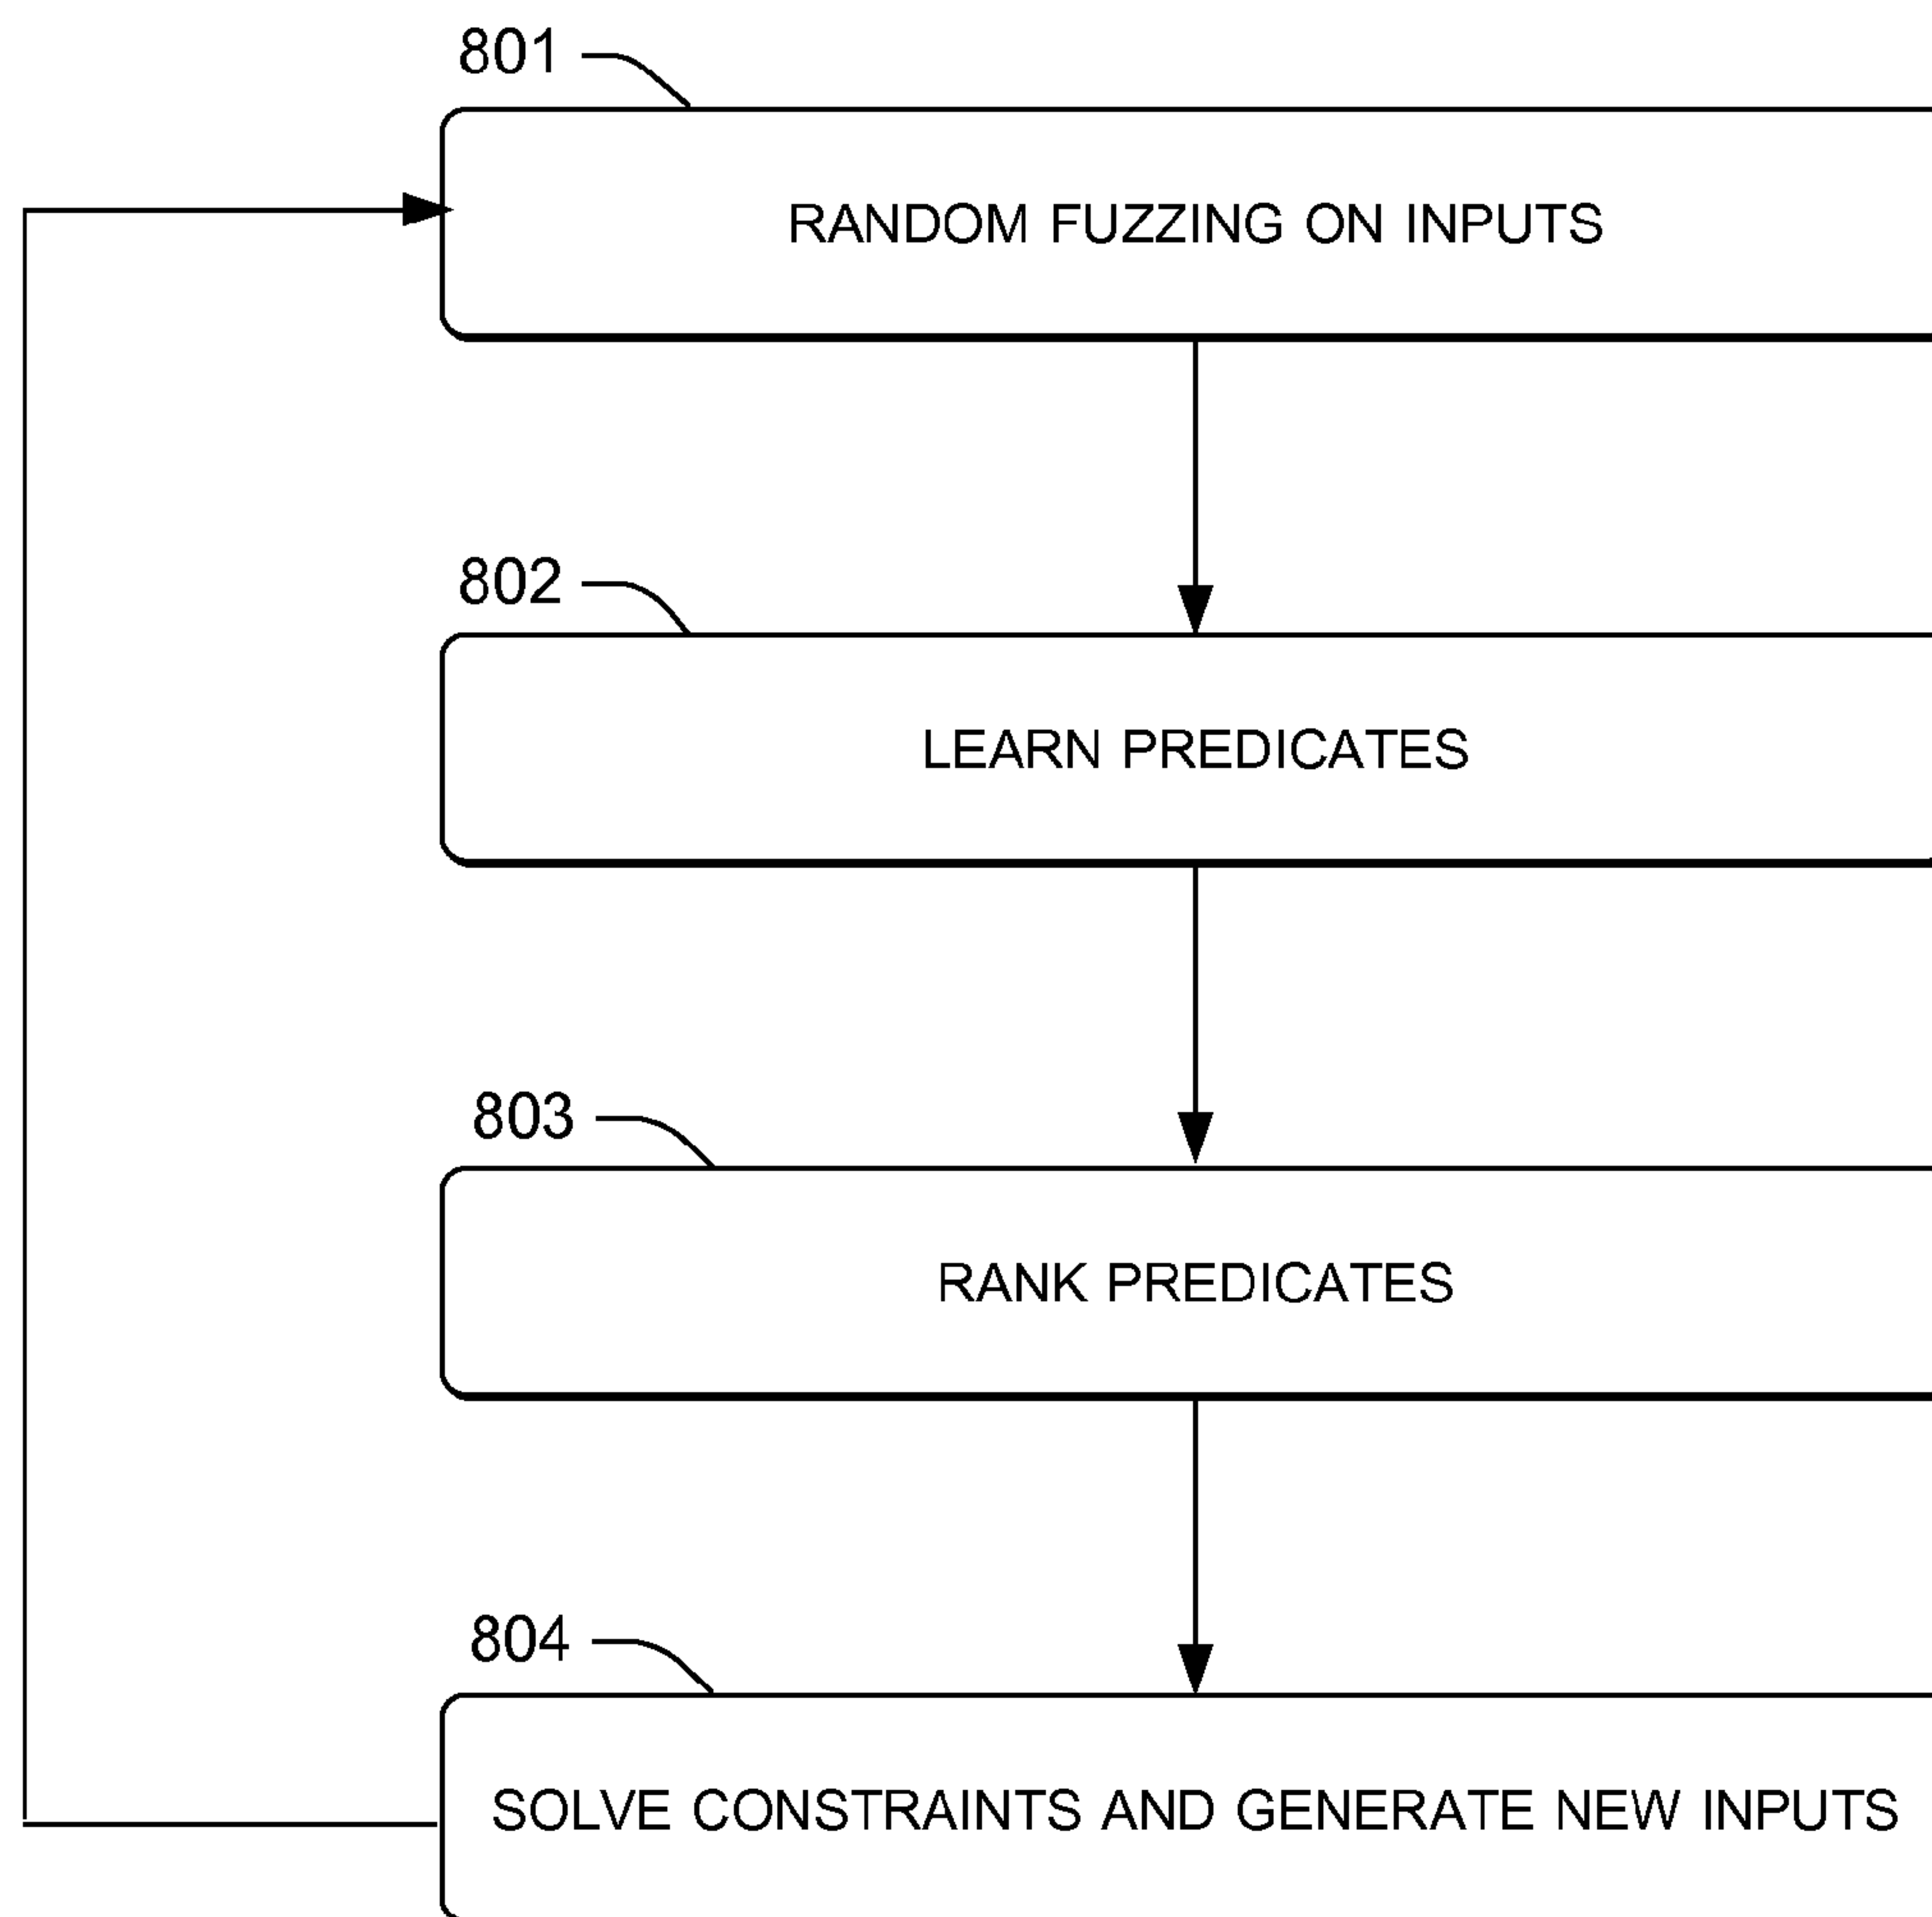 801
RANDOM FUZZING ON INPUTS
802
LEARN PREDICATES
803
RANK PREDICATES
804
SOLVE CONSTRAINTS AND GENERATE NEW INPUTS